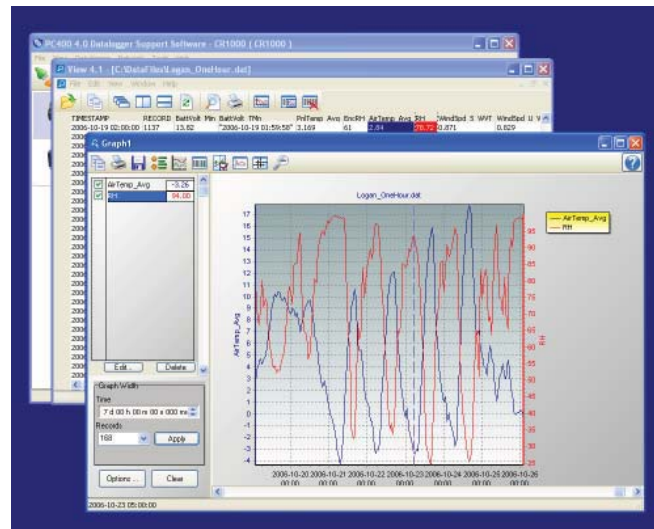 PC400 4.0 Datalogger Support Software - CR1000 ( CR1000 )
View 4.1 - [C:\DataFiles\Logan_OneHour.dat]
File Edit View Window Help
TIMESTAMP RECORD BattVolt Min BattVolt TMn PnlTemp Avg EncRH AirTemp Avg RH WindSpd S WVT WindSpd U
2006-10-19 02:00:00 1137 13.82 "2006-10-19 01:59:58" 3.169 61 2.84 78.72 0.871 0.829
Graph1
AirTemp_Avg -3.26
RH 94.00
Edit... Delete
Graph Width
Time
7 d 00 h 00 m 00 s 000 ms
Records
168 Apply
Options ... Clear
Logan_OneHour.dat
AirTemp_Avg
RH
17
16
15
14
13
12
11
10
9
8
7
6
5
4
3
2
1
0
-1
-2
-3
-4
AirTemp_Avg
95
90
85
80
75
70
65
60
55
50
45
40
35
30
25
RH
2006-10-20 2006-10-21 2006-10-22 2006-10-23 2006-10-24 2006-10-25 2006-10-26
00:00 00:00 00:00 00:00 00:00 00:00 00:00
2006-10-23 05:00:00